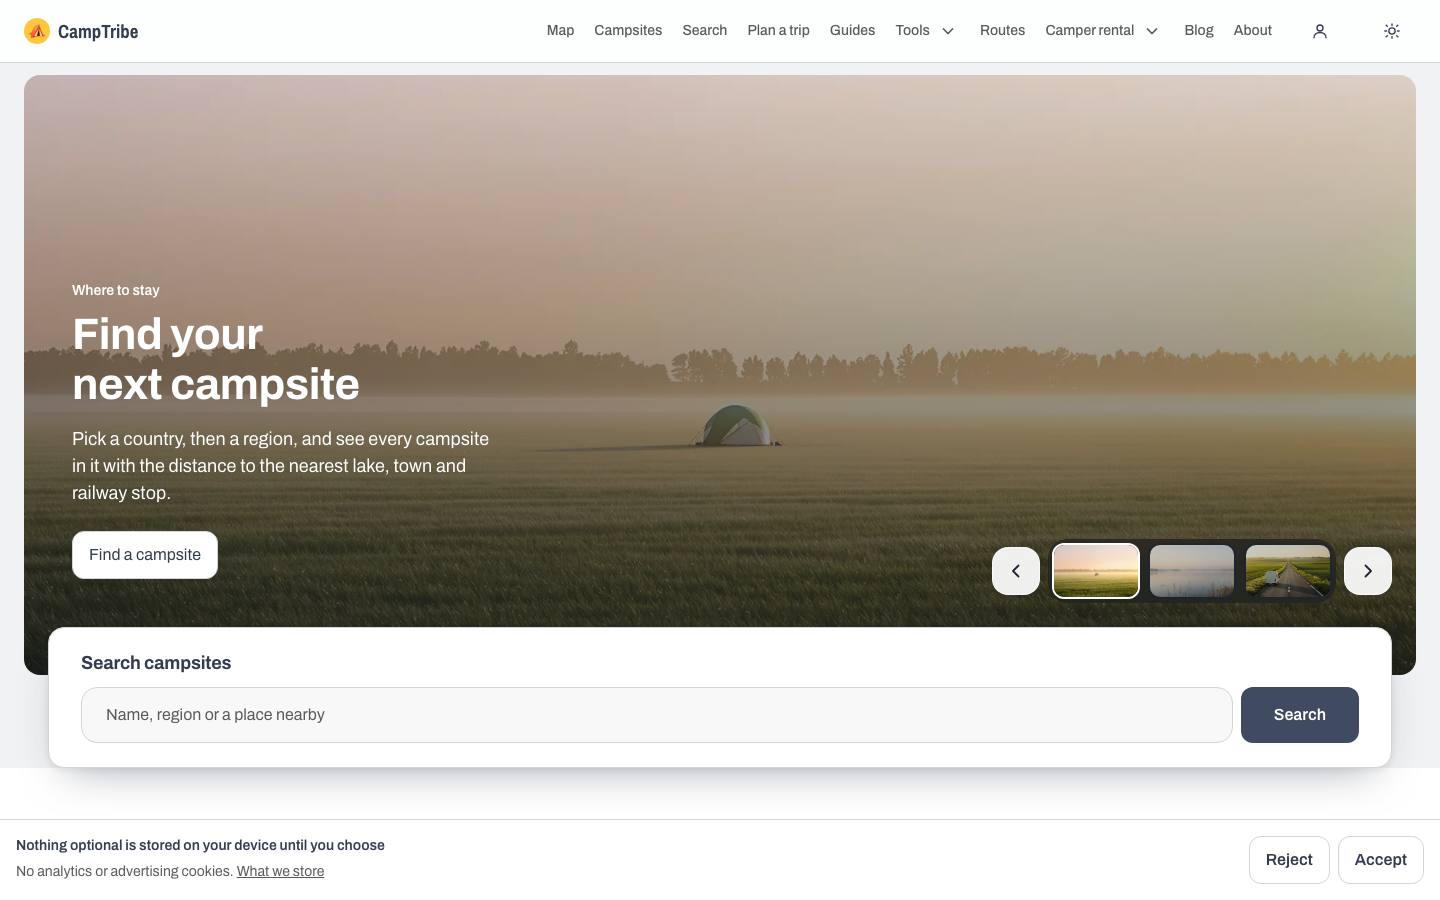 CampTribe
Map
Campsites
Search
Plan a trip
Guides
Tools
Routes
Camper rental
Blog
About
Where to stay
Find your
next campsite
Pick a country, then a region, and see every campsite
in it with the distance to the nearest lake, town and
railway stop.
Find a campsite
Search campsites
Name, region or a place nearby
Search
Nothing optional is stored on your device until you choose
No analytics or advertising cookies. What we store
Reject
Accept